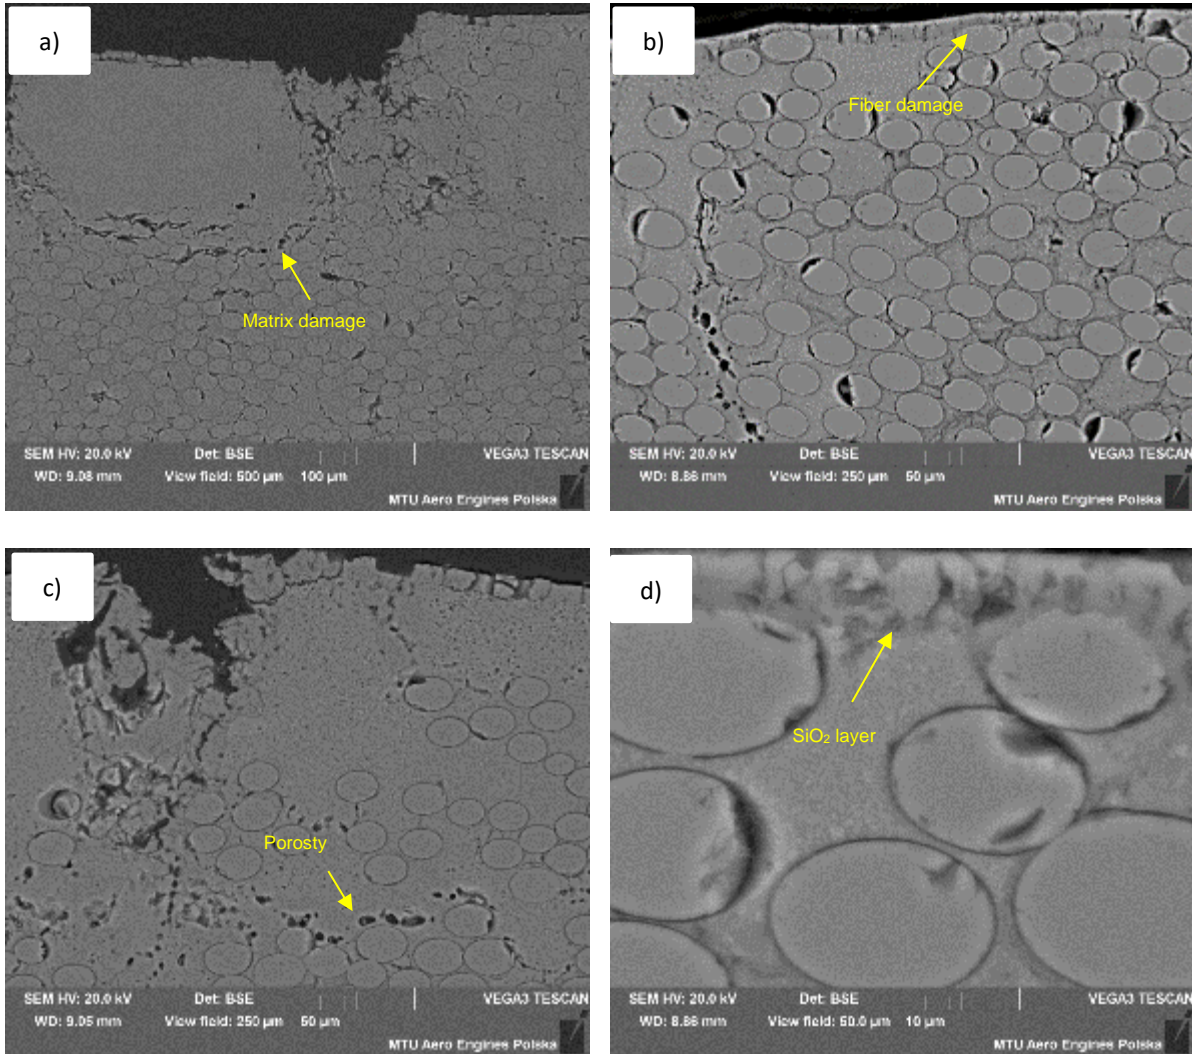 a)
Matrix damage
SEM HV: 20.0 kV Det: BSE VEGA3 TESCAN
WD: 9.08 mm View field: 500 µm 100 µm
MTU Aero Engines Polska
b)
Fiber damage
SEM HV: 20.0 kV Det: BSE VEGA3 TESCAN
WD: 8.86 mm View field: 250 µm 50 µm
MTU Aero Engines Polska
c)
Porosty
SEM HV: 20.0 kV Det: BSE VEGA3 TESCAN
WD: 9.05 mm View field: 250 µm 50 µm
MTU Aero Engines Polska
d)
SiO₂ layer
SEM HV: 20.0 kV Det: BSE VEGA3 TESCAN
WD: 8.86 mm View field: 50.0 µm 10 µm
MTU Aero Engines Polska